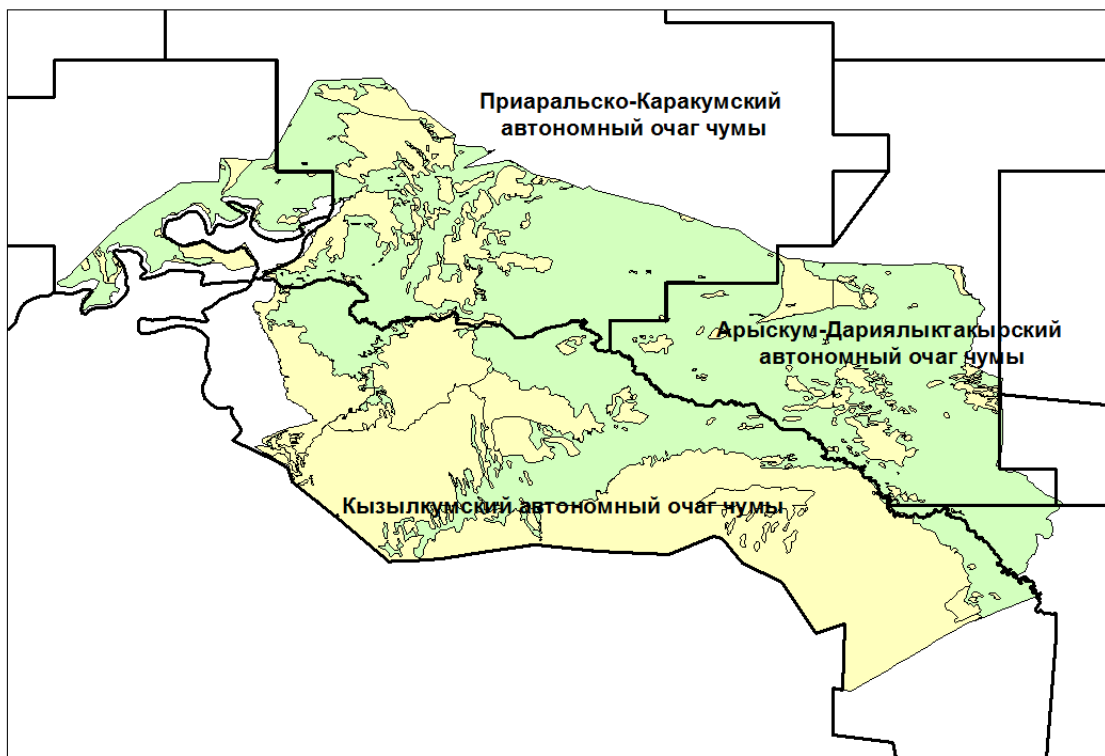 Приаральско-Каракумский
автономный очаг чумы
Арыскум-Дариялыктакырский
автономный очаг чумы
Кызылкумский автономный очаг чумы